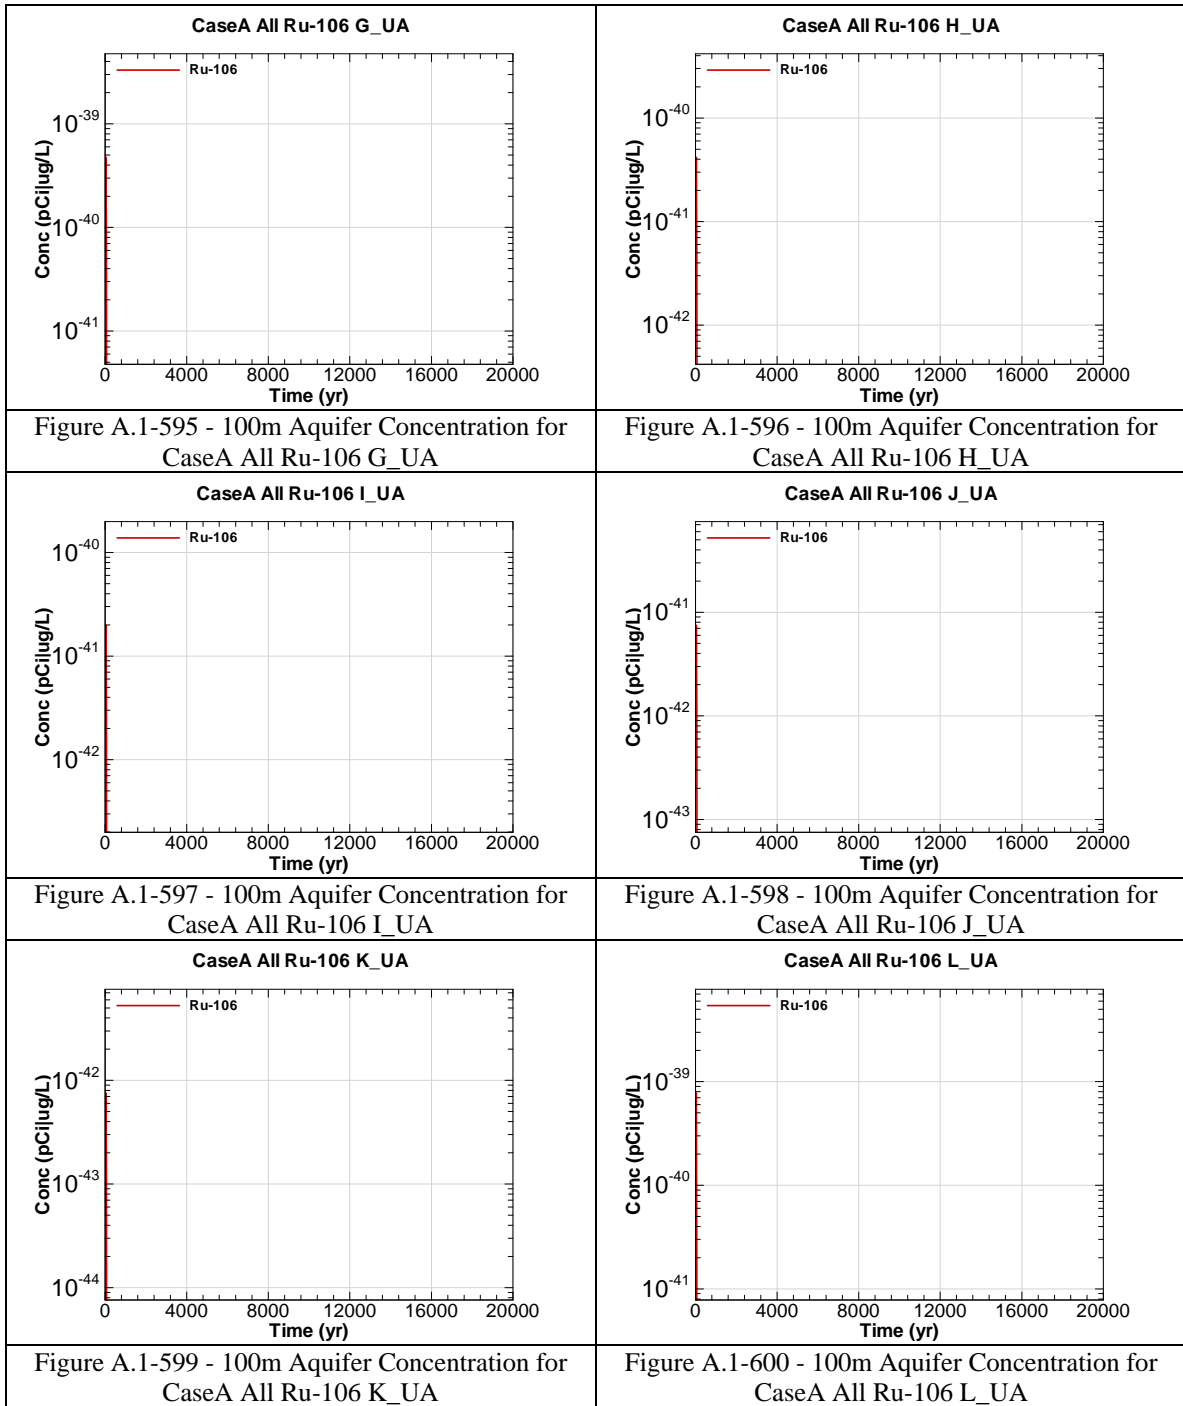 CaseA All Ru-106 G_UA
Ru-106
Conc (pCi|ug/L)
10-39
10-40
10-41
0 4000 8000 12000 16000 20000
Time (yr)
Figure A.1-595 - 100m Aquifer Concentration for
CaseA All Ru-106 G_UA
CaseA All Ru-106 H_UA
Ru-106
Conc (pCi|ug/L)
10-40
10-41
10-42
0 4000 8000 12000 16000 20000
Time (yr)
Figure A.1-596 - 100m Aquifer Concentration for
CaseA All Ru-106 H_UA
CaseA All Ru-106 I_UA
Ru-106
Conc (pCi|ug/L)
10-40
10-41
10-42
0 4000 8000 12000 16000 20000
Time (yr)
Figure A.1-597 - 100m Aquifer Concentration for
CaseA All Ru-106 I_UA
CaseA All Ru-106 J_UA
Ru-106
Conc (pCi|ug/L)
10-41
10-42
10-43
0 4000 8000 12000 16000 20000
Time (yr)
Figure A.1-598 - 100m Aquifer Concentration for
CaseA All Ru-106 J_UA
CaseA All Ru-106 K_UA
Ru-106
Conc (pCi|ug/L)
10-42
10-43
10-44
0 4000 8000 12000 16000 20000
Time (yr)
Figure A.1-599 - 100m Aquifer Concentration for
CaseA All Ru-106 K_UA
CaseA All Ru-106 L_UA
Ru-106
Conc (pCi|ug/L)
10-39
10-40
10-41
0 4000 8000 12000 16000 20000
Time (yr)
Figure A.1-600 - 100m Aquifer Concentration for
CaseA All Ru-106 L_UA